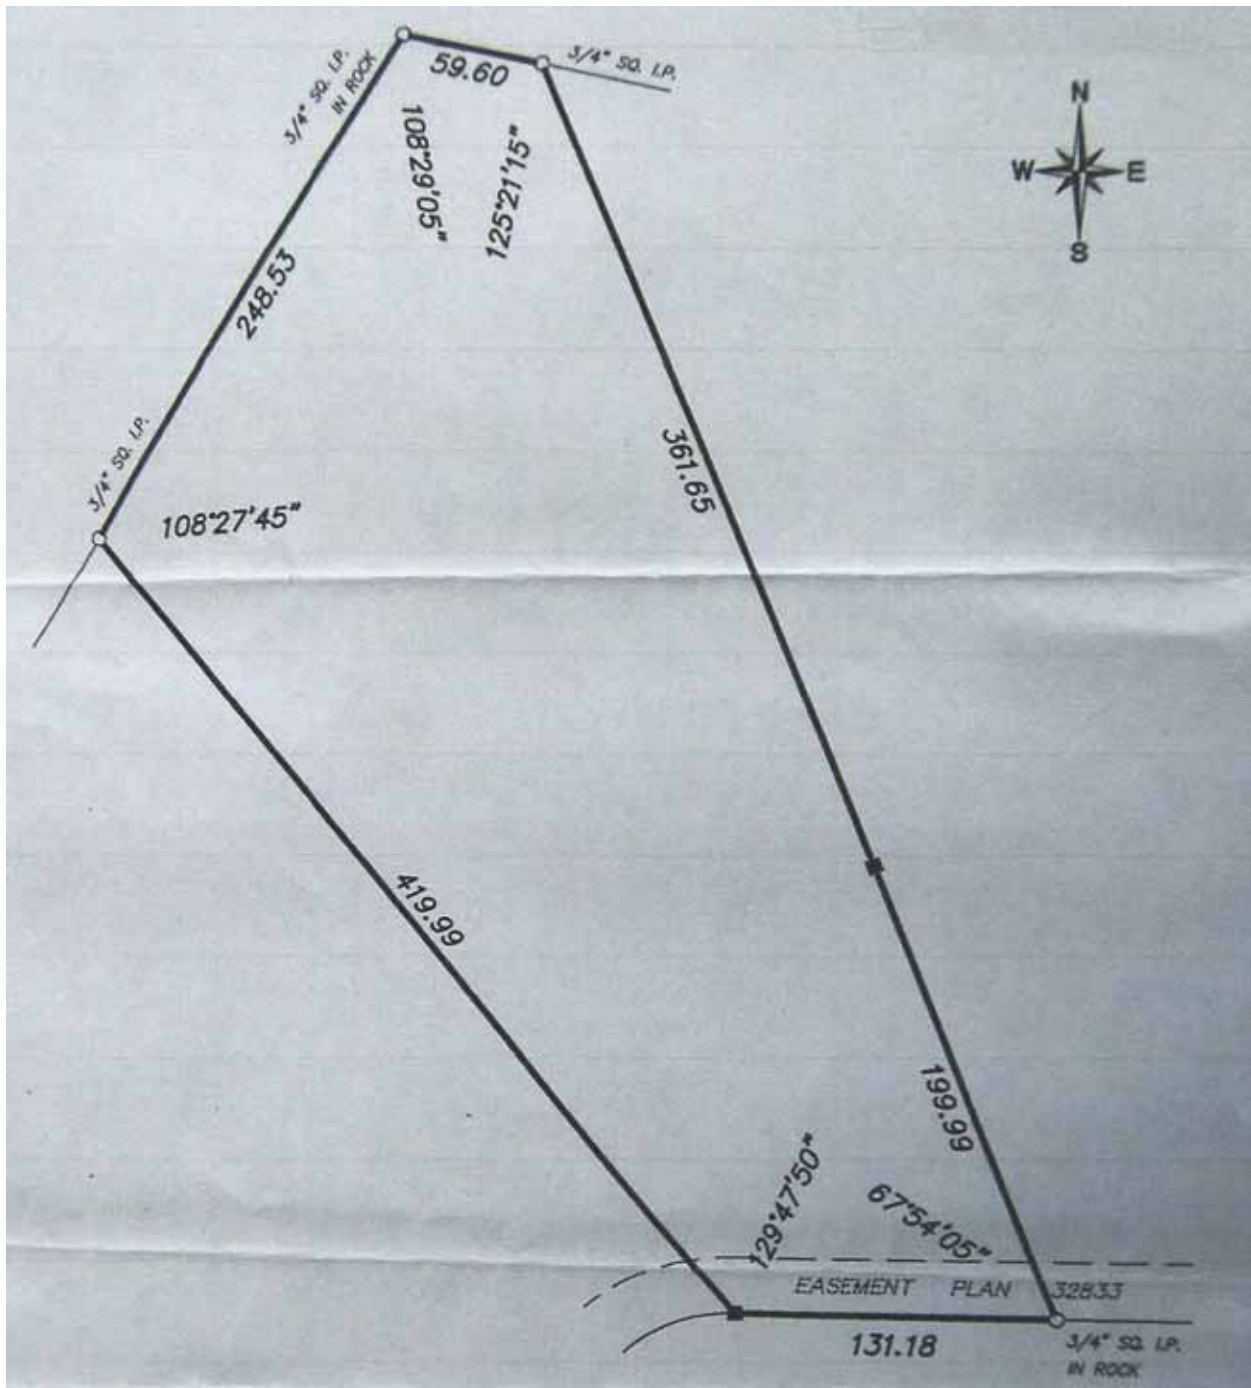 3/4" SQ. I.P.
IN ROCK
59.60
3/4" SQ. I.P.
N
W E
S
108°29'05"
125°21'15"
248.53
3/4" SQ. I.P.
108°27'45"
361.65
419.99
199.99
129°47'50"
67°54'05"
EASEMENT PLAN 32833
131.18
3/4" SQ. I.P.
IN ROCK